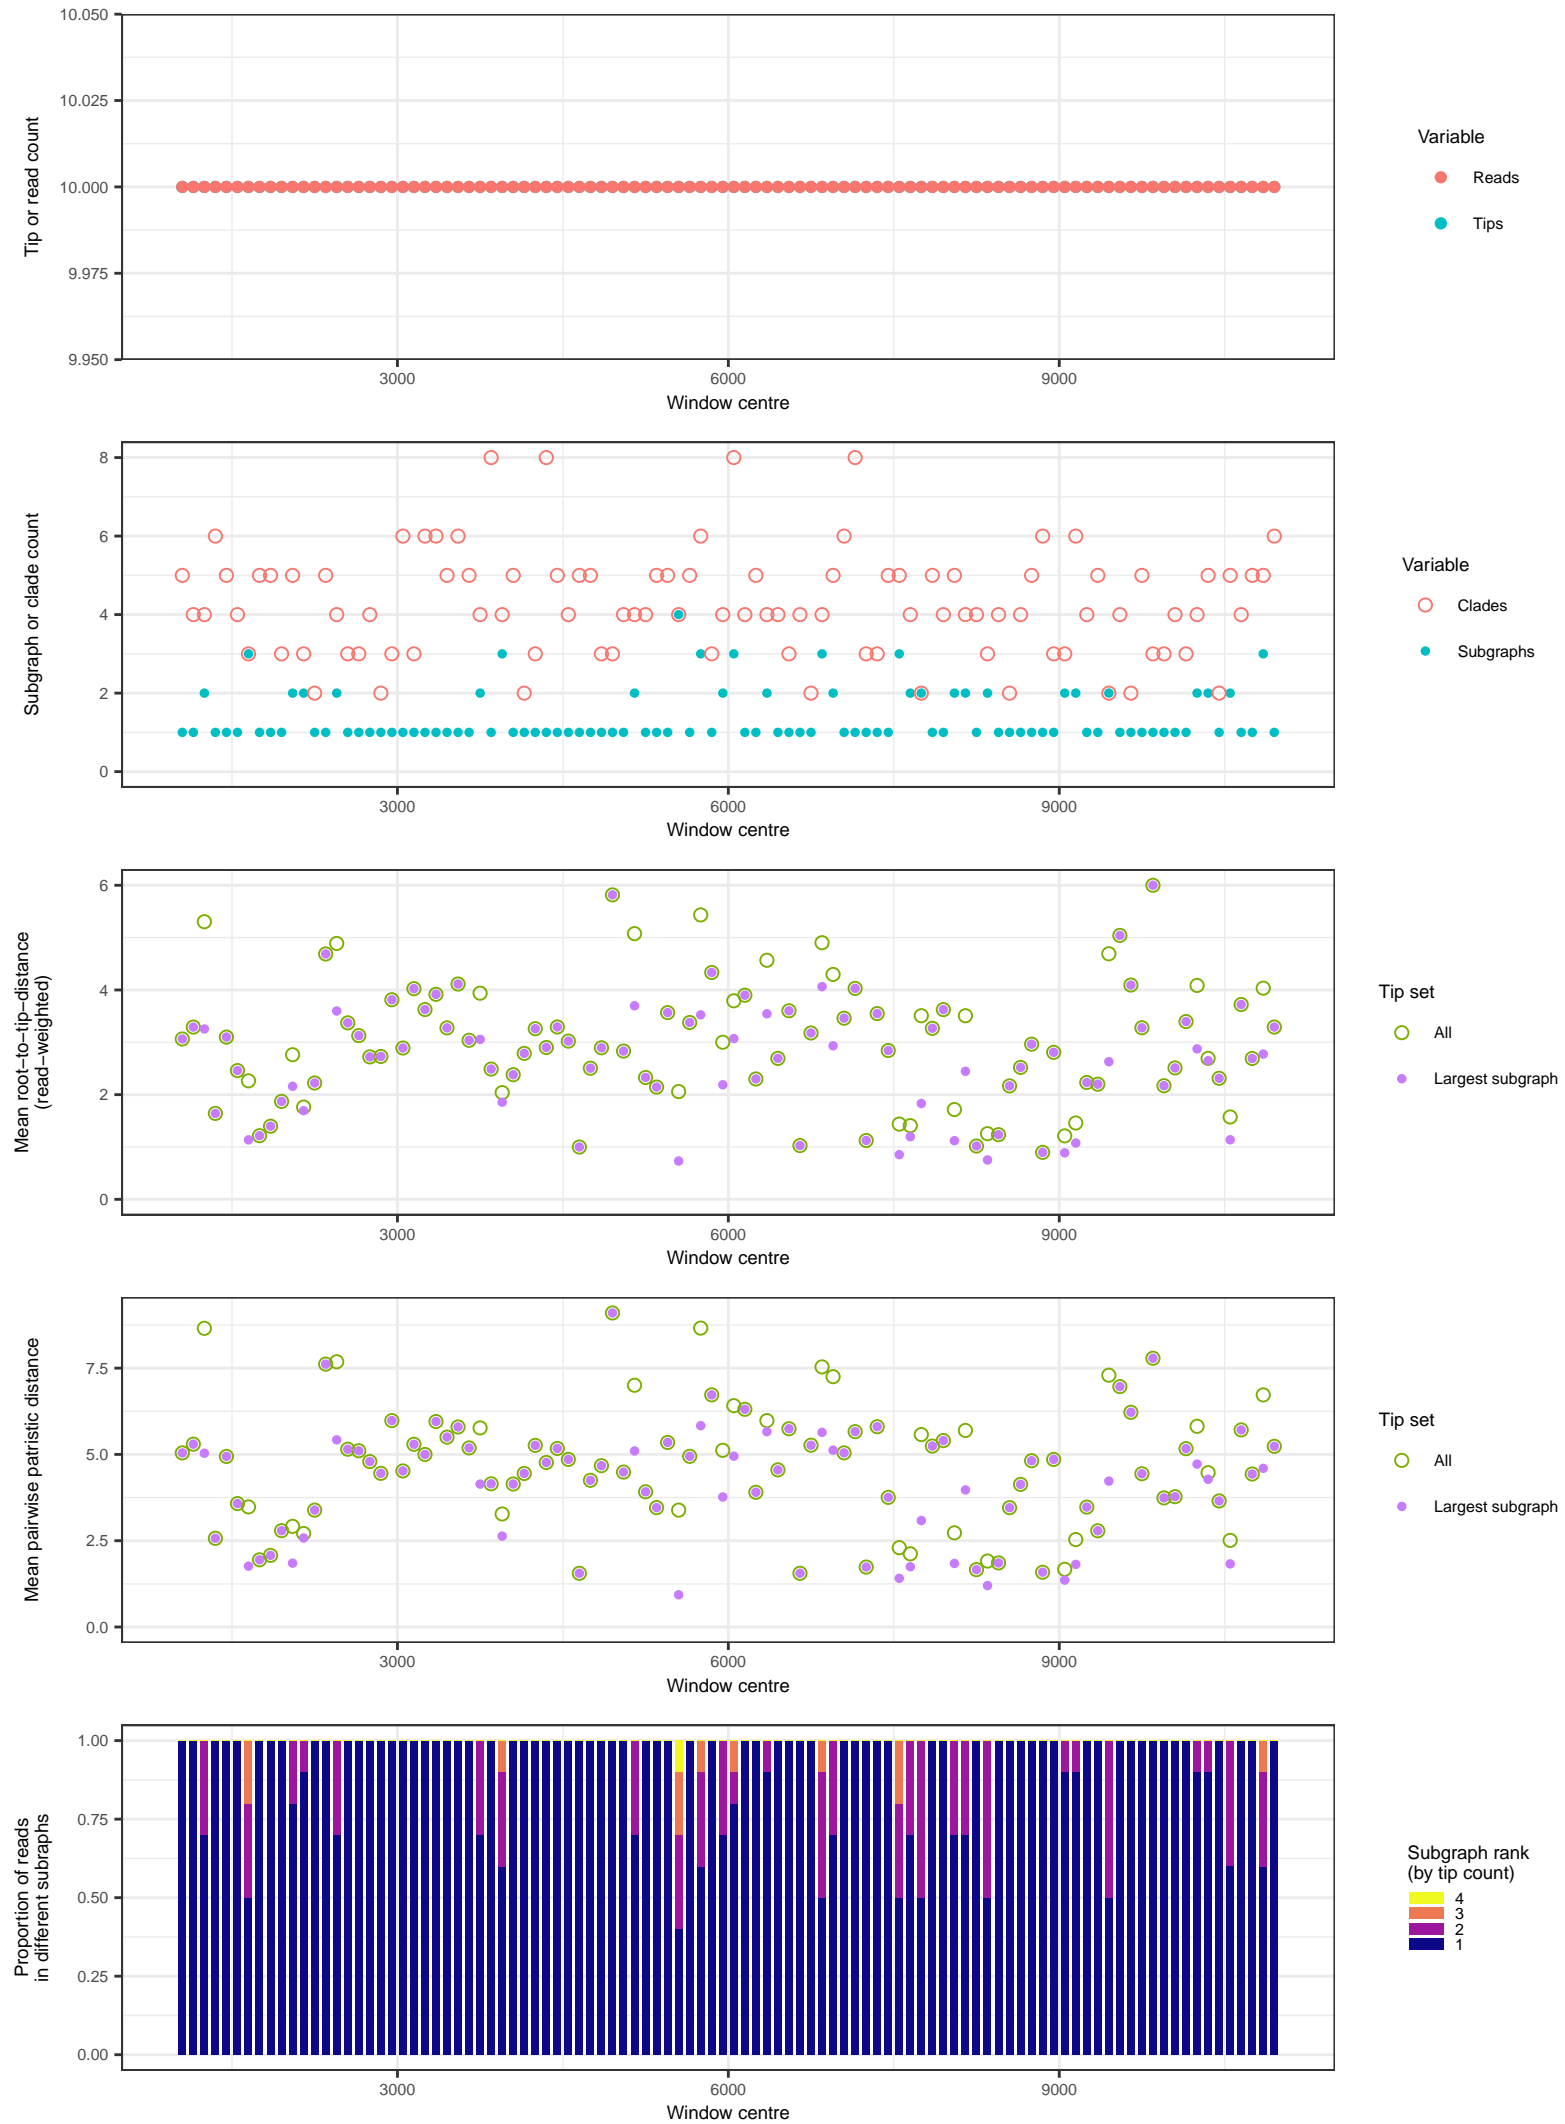 10.050
10.025
10.000
9.975
9.950
Tip or read count
3000
6000
9000
Window centre
Variable
Reads
Tips
8
6
4
2
0
Subgraph or clade count
3000
6000
9000
Window centre
Variable
Clades
Subgraphs
6
4
2
0
Mean root−to−tip−distance
(read−weighted)
3000
6000
9000
Window centre
Tip set
All
Largest subgraph
7.5
5.0
2.5
0.0
Mean pairwise patristic distance
3000
6000
9000
Window centre
Tip set
All
Largest subgraph
1.00
0.75
0.50
0.25
0.00
Proportion of reads
in different subraphs
3000
6000
9000
Window centre
Subgraph rank
(by tip count)
4
3
2
1